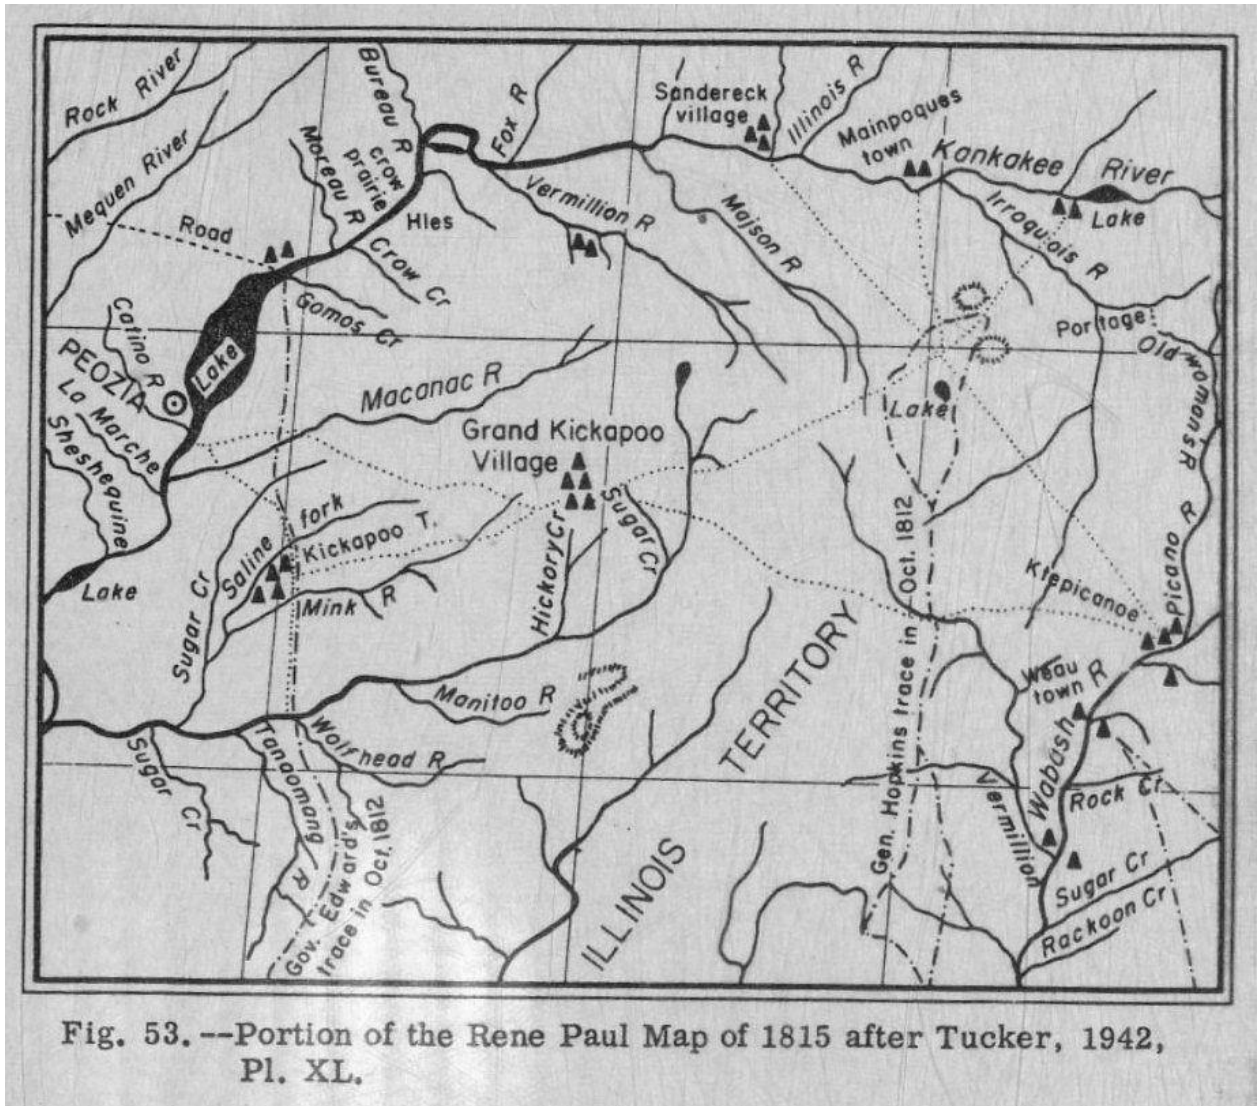 Rock River
Bureau R
Fox R
Sandereck
village
Illinois R
Mainpoques
town
Kankakee River
Lake
Mequen River
Moreau R
crow
prairie
Vermillion R
Majson R
Irroquois R
Road
Hles
Crow Cr
Gomos Cr
Catino R
PEOZIA
Lake
La Marche
Sheshequine
Macanac R
Portage
Old womans R
Lake
Grand Kickapoo
Village
Saline fork
Kickapoo T.
Hickory Cr
Sugar Cr
Lake
Sugar Cr
Mink R
Ktepicanoe
Picano R
Gen. Hopkins trace in Oct. 1812
Weau
town
Manitoo R
Wolfhead R
Sugar Cr
Tanaomang/R
Gov. Edward's
trace in Oct. 1812
ILLINOIS TERRITORY
Vermillion
Wabash R
Rock Cr
Sugar Cr
Rackoon Cr
Fig. 53.--Portion of the Rene Paul Map of 1815 after Tucker, 1942,
Pl. XL.